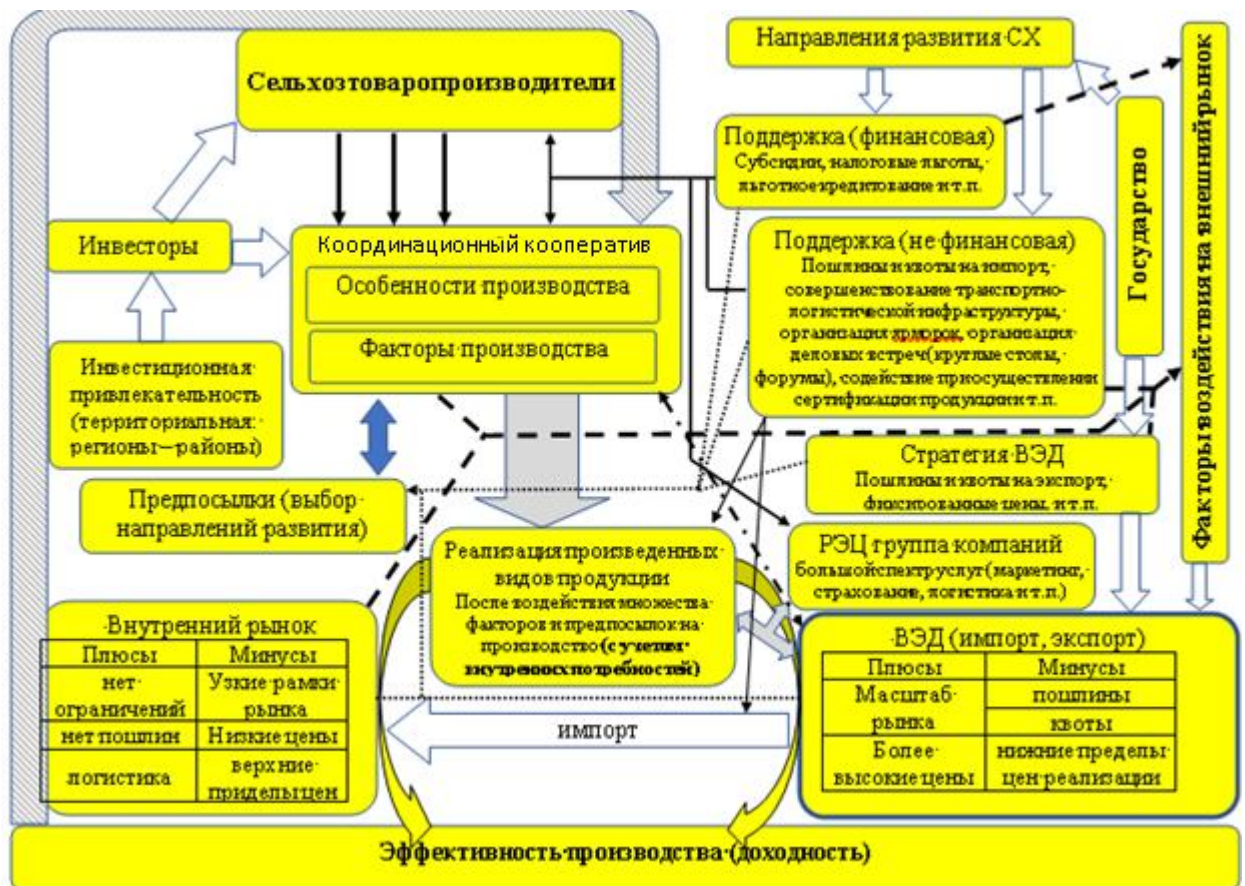 Направления развития СХ
Сельхозтоваропроизводители
Поддержка (финансовая)
Субсидии, налоговые льготы,
льготное кредитование и т.п.
Государство
Факторы воздействия на внешний рынок
Инвесторы
Координационный кооператив
Особенности производства
Факторы производства
Поддержка (не финансовая)
Пошлины и квоты на импорт,
совершенствование транспортно-
логистической инфраструктуры,
организация ярморок, организация
деловых встреч (круглые столы,
форумы), содействие при осуществлении
сертификации продукции и т.п.
Инвестиционная
привлекательность
(территориальная:
регионы – районы)
Стратегия ВЭД
Пошлины и квоты на экспорт,
фиксированные цены, и т.п.
Предпосылки (выбор
направлений развития)
РЭЦ группа компаний
большой спектр услуг (маркетинг,
страхование, логистика и т.п.)
Реализация произведенных
видов продукции
После воздействия множества
факторов и предпосылок на
производство (с учетом
внутренних потребностей)
Внутренний рынок
Плюсы Минусы
нет Узкие рамки
ограничений рынка
нет пошлин Низкие цены
логистика верхние
приделы цен
импорт
ВЭД (импорт, экспорт)
Плюсы Минусы
Масштаб пошлины
рынка квоты
Более нижние пределы
высокие цены цен реализации
Эффективность производства (доходность)